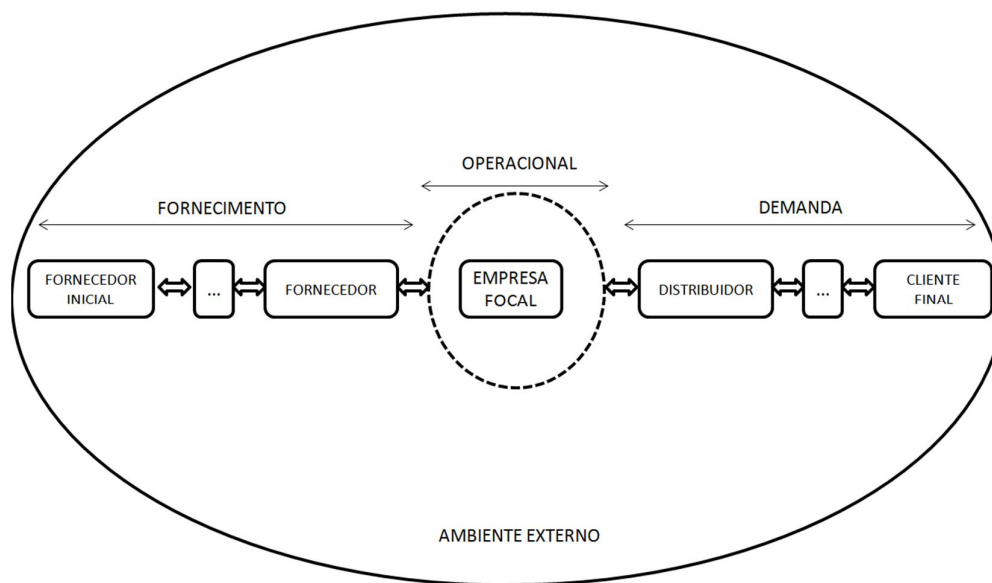 OPERACIONAL
FORNECIMENTO
DEMANDA
FORNECEDOR
INICIAL
...
FORNECEDOR
EMPRESA
FOCAL
DISTRIBUIDOR
...
CLIENTE
FINAL
AMBIENTE EXTERNO